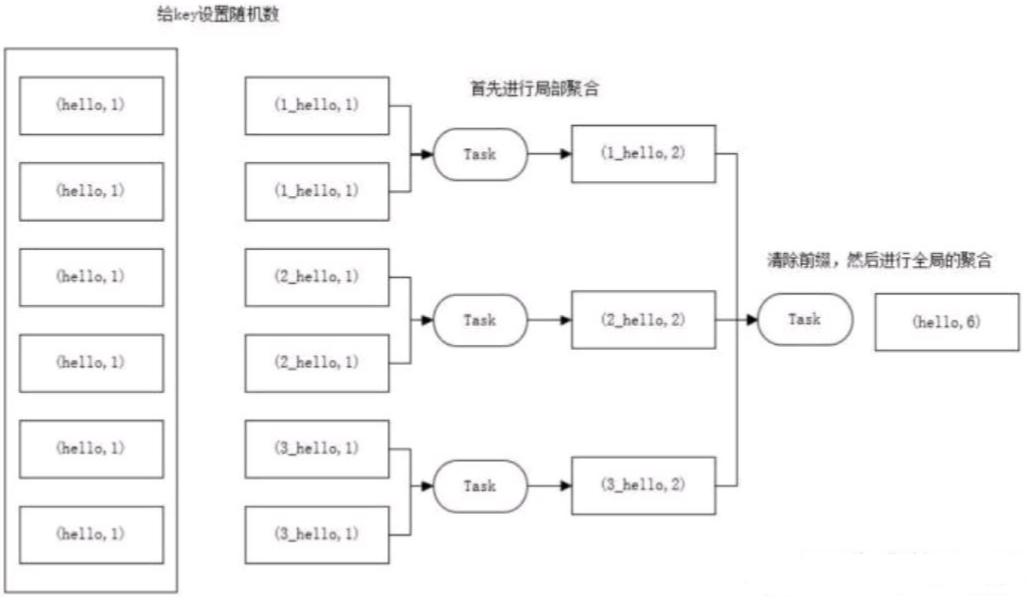 给key设置随机数
(hello,1)
(hello,1)
(hello,1)
(hello,1)
(hello,1)
(hello,1)
(1_hello,1)
(1_hello,1)
(2_hello,1)
(2_hello,1)
(3_hello,1)
(3_hello,1)
首先进行局部聚合
Task
Task
Task
(1_hello,2)
(2_hello,2)
(3_hello,2)
清除前缀，然后进行全局的聚合
Task
(hello,6)